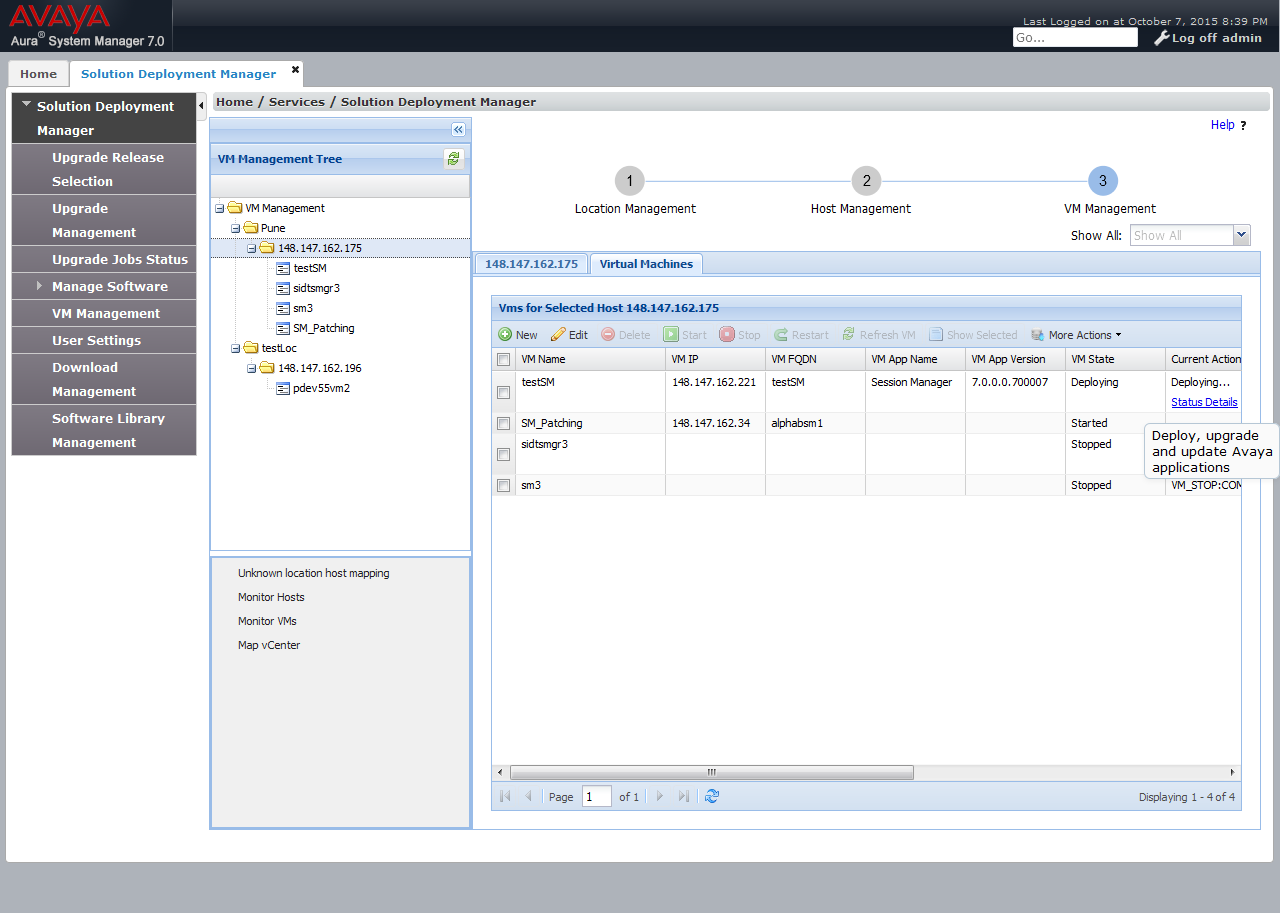 AVAYA
Aura® System Manager 7.0
Last Logged on at October 7, 2015 8:39 PM
Go...
Log off admin
Home
Solution Deployment Manager
Solution Deployment Manager
Upgrade Release Selection
Upgrade Management
Upgrade Jobs Status
Manage Software
VM Management
User Settings
Download Management
Software Library Management
Home / Services / Solution Deployment Manager
Help ?
VM Management Tree
VM Management
Pune
148.147.162.175
testSM
sidtsmgr3
sm3
SM_Patching
testLoc
148.147.162.196
pdev55vm2
Unknown location host mapping
Monitor Hosts
Monitor VMs
Map vCenter
1 2 3
Location Management Host Management VM Management
Show All: Show All
148.147.162.175 Virtual Machines
Vms for Selected Host 148.147.162.175
New Edit Delete Start Stop Restart Refresh VM Show Selected More Actions
VM Name VM IP VM FQDN VM App Name VM App Version VM State Current Action
testSM 148.147.162.221 testSM Session Manager 7.0.0.0.700007 Deploying Deploying...
Status Details
SM_Patching 148.147.162.34 alphabsm1 Started
sidtsmgr3 Stopped
sm3 Stopped VM_STOP:COM
Deploy, upgrade
and update Avaya
applications
Page 1 of 1
Displaying 1 - 4 of 4